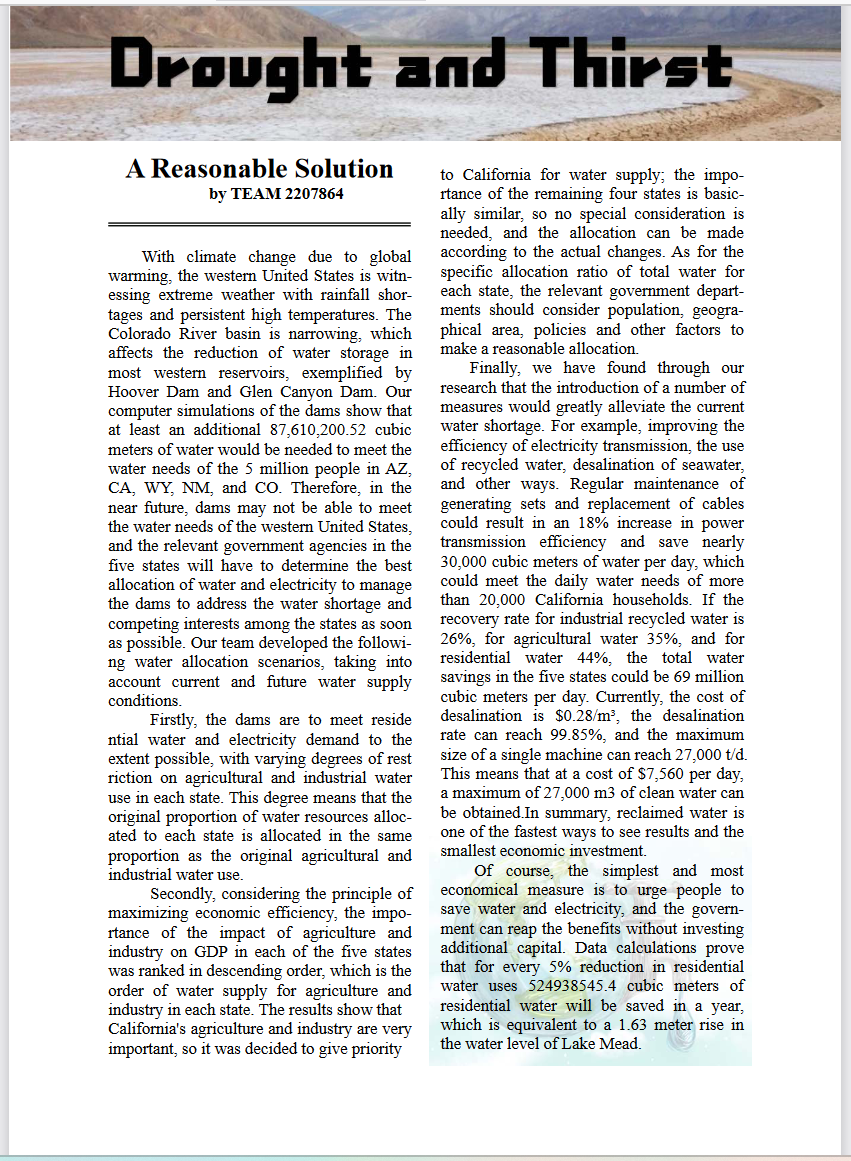 Drought and Thirst
A Reasonable Solution
by TEAM 2207864
With climate change due to global
warming, the western United States is witn-
essing extreme weather with rainfall shor-
tages and persistent high temperatures. The
Colorado River basin is narrowing, which
affects the reduction of water storage in
most western reservoirs, exemplified by
Hoover Dam and Glen Canyon Dam. Our
computer simulations of the dams show that
at least an additional 87,610,200.52 cubic
meters of water would be needed to meet the
water needs of the 5 million people in AZ,
CA, WY, NM, and CO. Therefore, in the
near future, dams may not be able to meet
the water needs of the western United States,
and the relevant government agencies in the
five states will have to determine the best
allocation of water and electricity to manage
the dams to address the water shortage and
competing interests among the states as soon
as possible. Our team developed the followi-
ng water allocation scenarios, taking into
account current and future water supply
conditions.
Firstly, the dams are to meet reside
ntial water and electricity demand to the
extent possible, with varying degrees of rest
riction on agricultural and industrial water
use in each state. This degree means that the
original proportion of water resources alloc-
ated to each state is allocated in the same
proportion as the original agricultural and
industrial water use.
Secondly, considering the principle of
maximizing economic efficiency, the impo-
rtance of the impact of agriculture and
industry on GDP in each of the five states
was ranked in descending order, which is the
order of water supply for agriculture and
industry in each state. The results show that
California's agriculture and industry are very
important, so it was decided to give priority
to California for water supply; the impo-
rtance of the remaining four states is basic-
ally similar, so no special consideration is
needed, and the allocation can be made
according to the actual changes. As for the
specific allocation ratio of total water for
each state, the relevant government depart-
ments should consider population, geogra-
phical area, policies and other factors to
make a reasonable allocation.
Finally, we have found through our
research that the introduction of a number of
measures would greatly alleviate the current
water shortage. For example, improving the
efficiency of electricity transmission, the use
of recycled water, desalination of seawater,
and other ways. Regular maintenance of
generating sets and replacement of cables
could result in an 18% increase in power
transmission efficiency and save nearly
30,000 cubic meters of water per day, which
could meet the daily water needs of more
than 20,000 California households. If the
recovery rate for industrial recycled water is
26%, for agricultural water 35%, and for
residential water 44%, the total water
savings in the five states could be 69 million
cubic meters per day. Currently, the cost of
desalination is $0.28/m³, the desalination
rate can reach 99.85%, and the maximum
size of a single machine can reach 27,000 t/d.
This means that at a cost of $7,560 per day,
a maximum of 27,000 m3 of clean water can
be obtained.In summary, reclaimed water is
one of the fastest ways to see results and the
smallest economic investment.
Of course, the simplest and most
economical measure is to urge people to
save water and electricity, and the govern-
ment can reap the benefits without investing
additional capital. Data calculations prove
that for every 5% reduction in residential
water uses 524938545.4 cubic meters of
residential water will be saved in a year,
which is equivalent to a 1.63 meter rise in
the water level of Lake Mead.